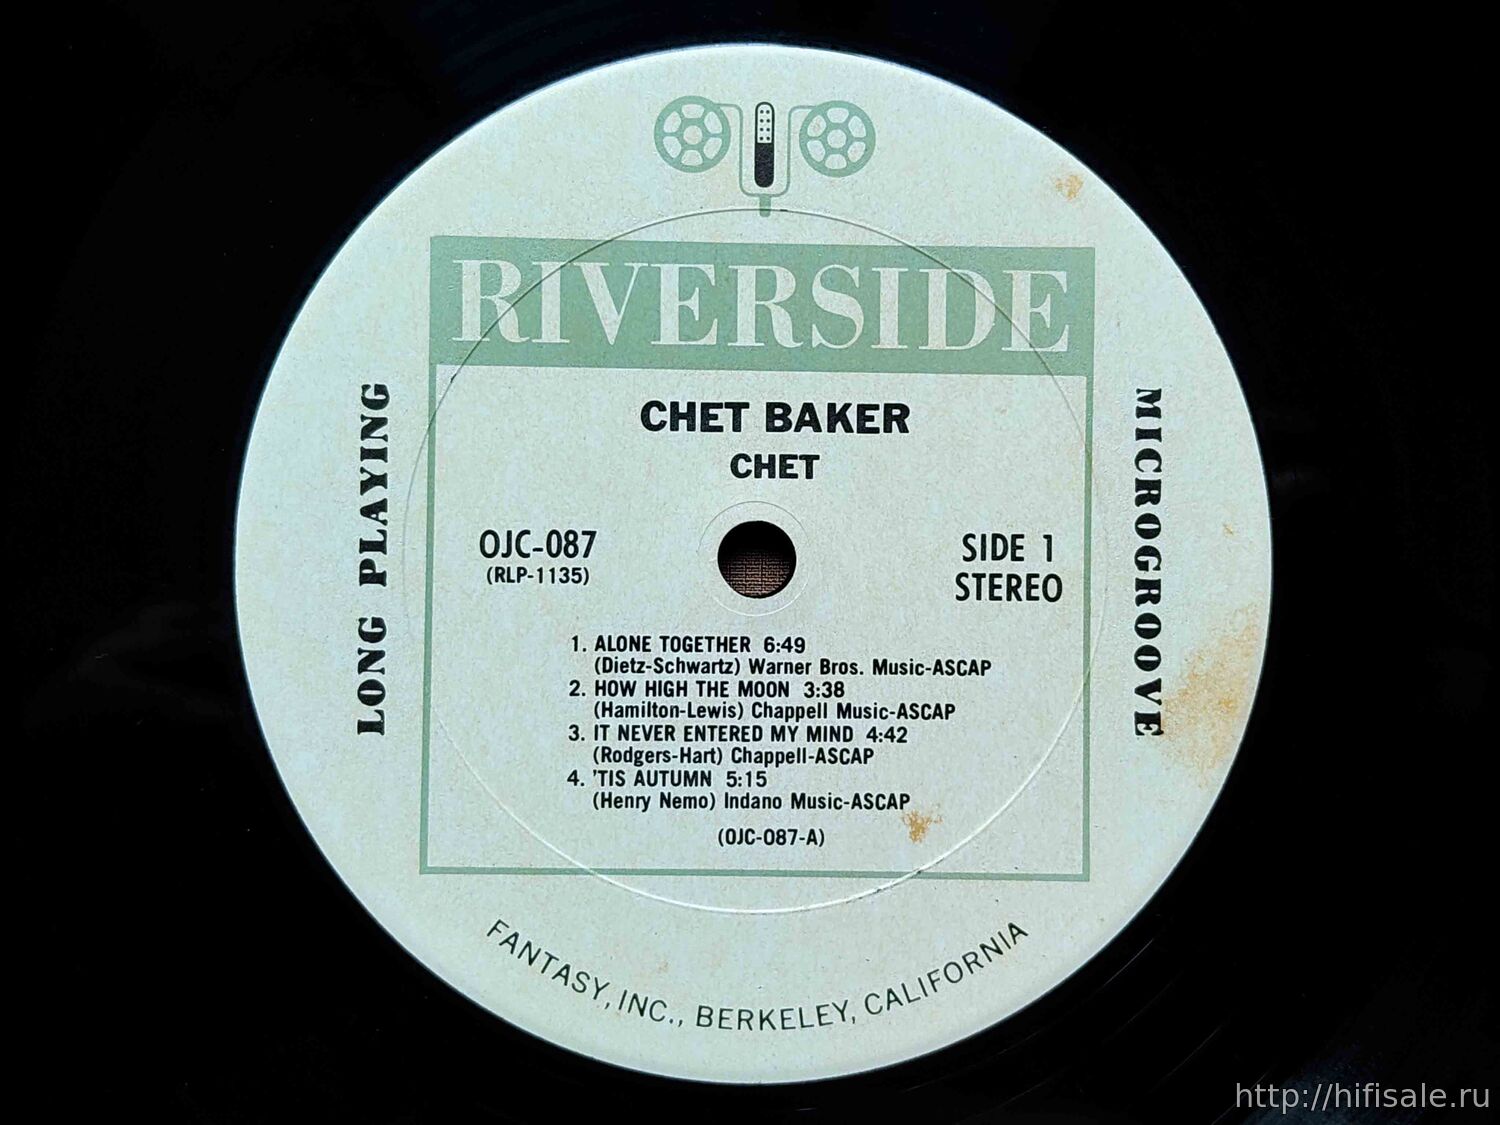 RIVERSIDE
CHET BAKER
CHET
LONG PLAYING
MICROGROOVE
OJC-087
(RLP-1135)
SIDE 1
STEREO
1. ALONE TOGETHER 6:49
(Dietz-Schwartz) Warner Bros. Music-ASCAP
2. HOW HIGH THE MOON 3:38
(Hamilton-Lewis) Chappell Music-ASCAP
3. IT NEVER ENTERED MY MIND 4:42
(Rodgers-Hart) Chappell-ASCAP
4. 'TIS AUTUMN 5:15
(Henry Nemo) Indano Music-ASCAP
(OJC-087-A)
FANTASY, INC., BERKELEY, CALIFORNIA
http://hifisale.ru